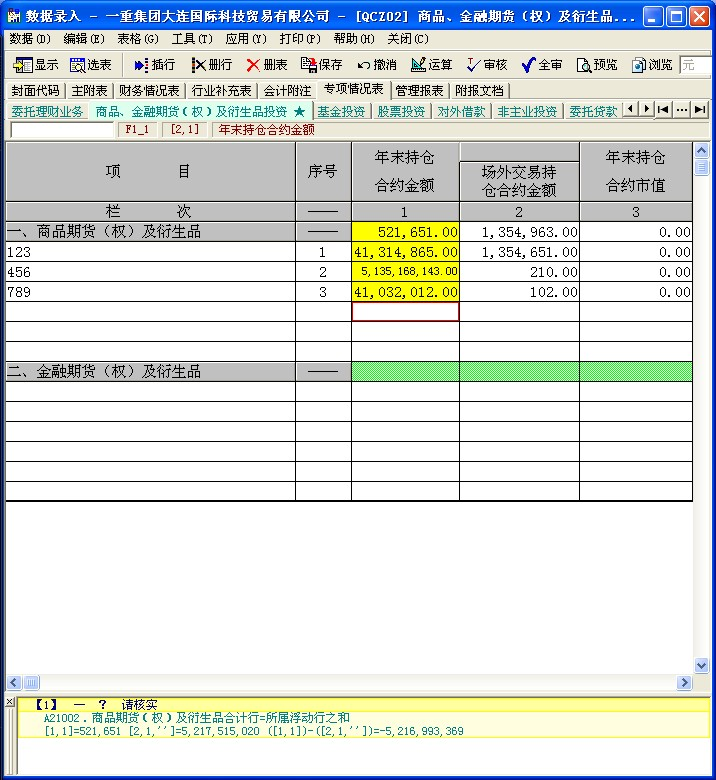 数据录入 - 一重集团大连国际科技贸易有限公司 - [QCZ02] 商品、金融期货（权）及衍生品...
数据(D) 编辑(E) 表格(G) 工具(T) 应用(Y) 打印(P) 帮助(H) 关闭(C)
显示 选表 插行 删行 删表 保存 撤消 运算 审核 全审 预览 浏览 元
封面代码 主附表 财务情况表 行业补充表 会计附注 专项情况表 管理报表 附报文档
委托理财业务 商品、金融期货（权）及衍生品投资 ★ 基金投资 股票投资 对外借款 非主业投资 委托贷款
F1_1 [2,1] 年末持仓合约金额
项 目 序号 年末持仓 合约金额 场外交易持 仓合约金额 年末持仓 合约市值
栏 次 —— 1 2 3
一、商品期货（权）及衍生品 —— 521,651.00 1,354,963.00 0.00
123 1 41,314,865.00 1,354,651.00 0.00
456 2 5,135,168,143.00 210.00 0.00
789 3 41,032,012.00 102.00 0.00
二、金融期货（权）及衍生品 ——
【1】 — ? 请核实
A21002．商品期货（权）及衍生品合计行=所属浮动行之和
[1,1]=521,651 [2,1,'']=5,217,515,020 ([1,1])-([2,1,''])=-5,216,993,369